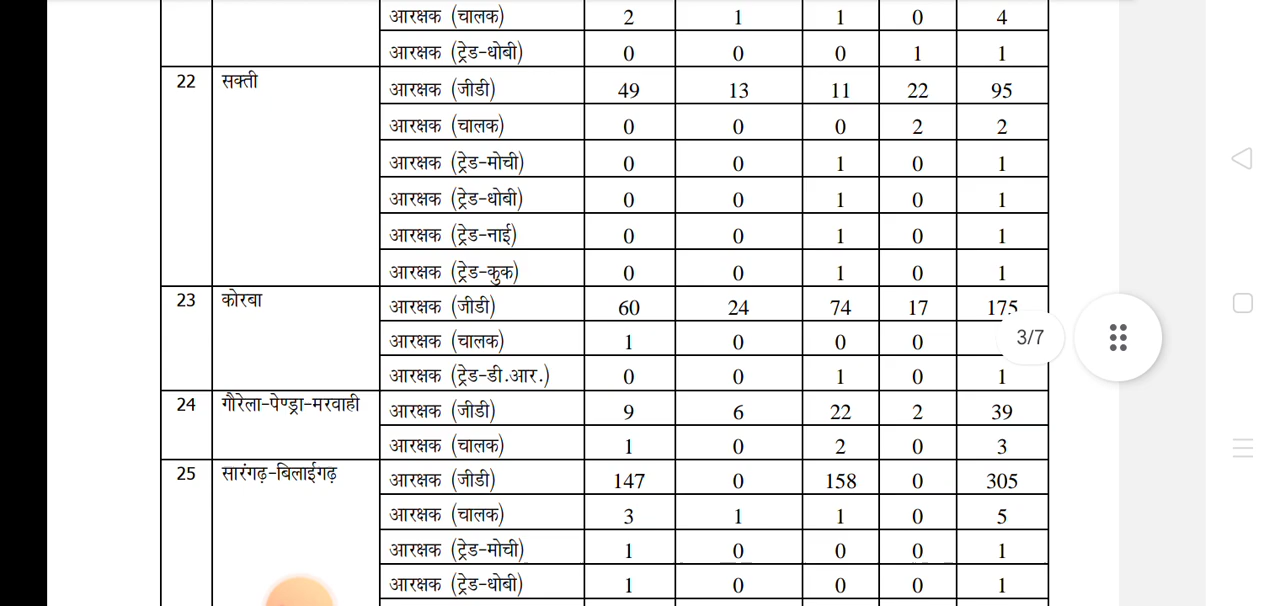 आरक्षक (चालक) 2 1 1 0 4
आरक्षक (ट्रेड-धोबी) 0 0 0 1 1
22 सक्ती आरक्षक (जीडी) 49 13 11 22 95
आरक्षक (चालक) 0 0 0 2 2
आरक्षक (ट्रेड-मोची) 0 0 1 0 1
आरक्षक (ट्रेड-धोबी) 0 0 1 0 1
आरक्षक (ट्रेड-नाई) 0 0 1 0 1
आरक्षक (ट्रेड-कुक) 0 0 1 0 1
23 कोरबा आरक्षक (जीडी) 60 24 74 17 175
आरक्षक (चालक) 1 0 0 0
3/7
आरक्षक (ट्रेड-डी.आर.) 0 0 1 0 1
24 गौरेला-पेण्ड्रा-मरवाही आरक्षक (जीडी) 9 6 22 2 39
आरक्षक (चालक) 1 0 2 0 3
25 सारंगढ़-बिलाईगढ़ आरक्षक (जीडी) 147 0 158 0 305
आरक्षक (चालक) 3 1 1 0 5
आरक्षक (ट्रेड-मोची) 1 0 0 0 1
आरक्षक (ट्रेड-धोबी) 1 0 0 0 1